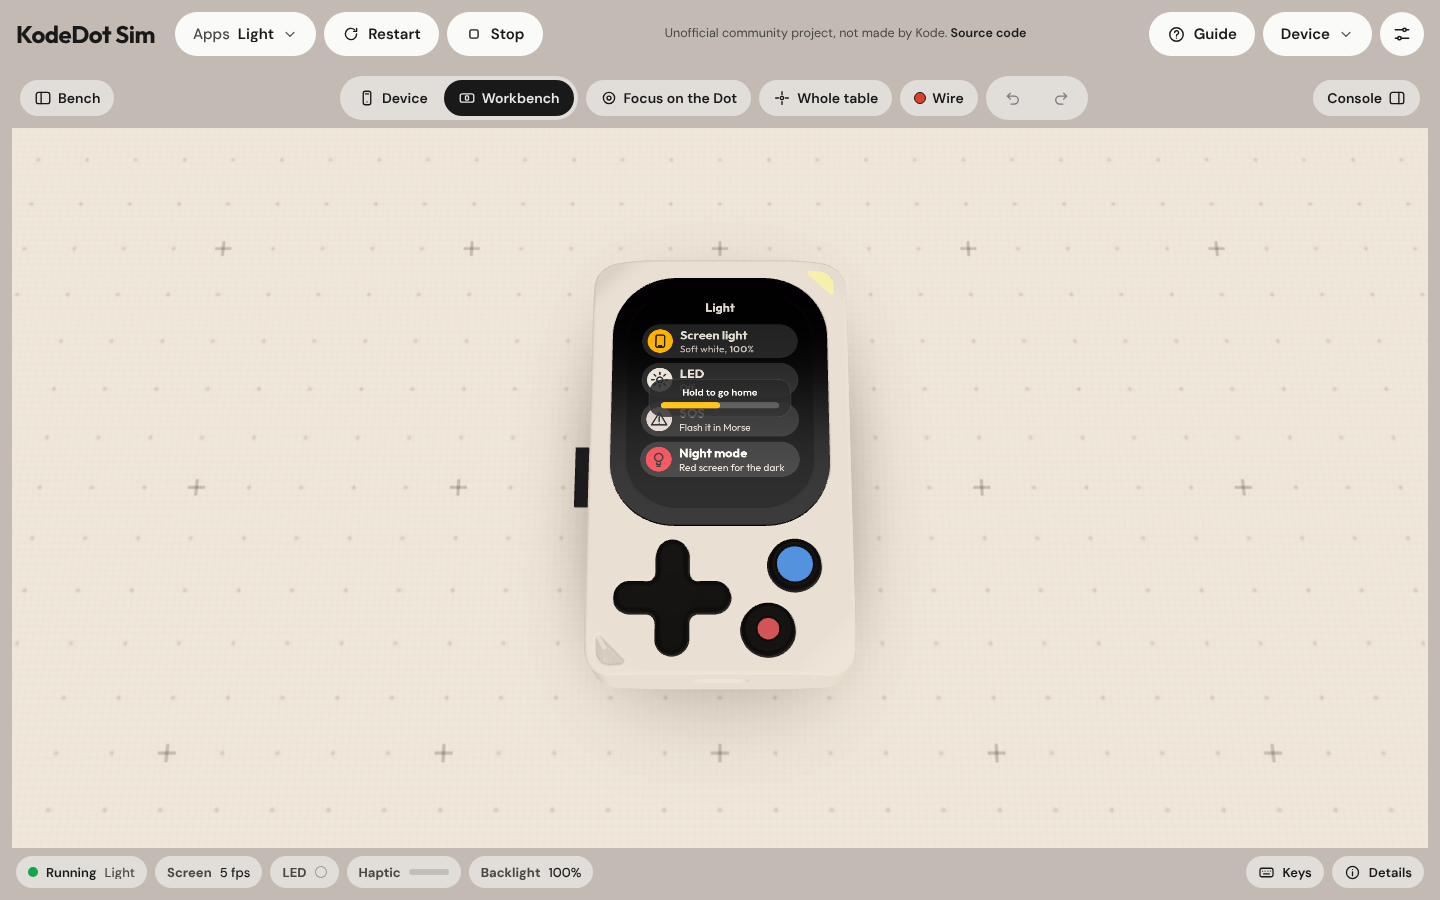 KodeDot Sim
Apps Light
Restart
Stop
Unofficial community project, not made by Kode. Source code
Guide
Device
Bench
Device
Workbench
Focus on the Dot
Whole table
Wire
Console
Light
Screen light
Soft white, 100%
LED
Hold to go home
SOS
Flash it in Morse
Night mode
Red screen for the dark
Running Light
Screen 5 fps
LED
Haptic
Backlight 100%
Keys
Details